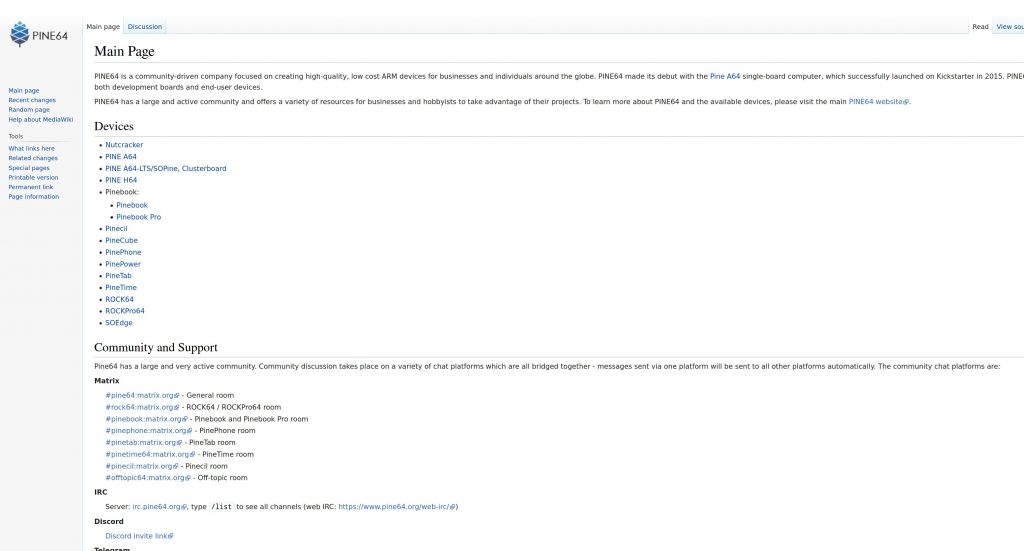 PINE64
Main page
Discussion
Read
View sou
Main page
Recent changes
Random page
Help about MediaWiki
Tools
What links here
Related changes
Special pages
Printable version
Permanent link
Page information
Main Page
PINE64 is a community-driven company focused on creating high-quality, low cost ARM devices for businesses and individuals around the globe. PINE64 made its debut with the Pine A64 single-board computer, which successfully launched on Kickstarter in 2015. PINE
both development boards and end-user devices.
PINE64 has a large and active community and offers a variety of resources for businesses and hobbyists to take advantage of their projects. To learn more about PINE64 and the available devices, please visit the main PINE64 website.
Devices
Nutcracker
PINE A64
PINE A64-LTS/SOPine, Clusterboard
PINE H64
Pinebook:
Pinebook
Pinebook Pro
Pinecil
PineCube
PinePhone
PinePower
PineTab
PineTime
ROCK64
ROCKPro64
SOEdge
Community and Support
Pine64 has a large and very active community. Community discussion takes place on a variety of chat platforms which are all bridged together - messages sent via one platform will be sent to all other platforms automatically. The community chat platforms are:
Matrix
#pine64:matrix.org - General room
#rock64:matrix.org - ROCK64 / ROCKPro64 room
#pinebook:matrix.org - Pinebook and Pinebook Pro room
#pinephone:matrix.org - PinePhone room
#pinetab:matrix.org - PineTab room
#pinetime64:matrix.org - PineTime room
#pinecil:matrix.org - Pinecil room
#offtopic64:matrix.org - Off-topic room
IRC
Server: irc.pine64.org, type /list to see all channels (web IRC: https://www.pine64.org/web-irc/)
Discord
Discord invite link
Telegram